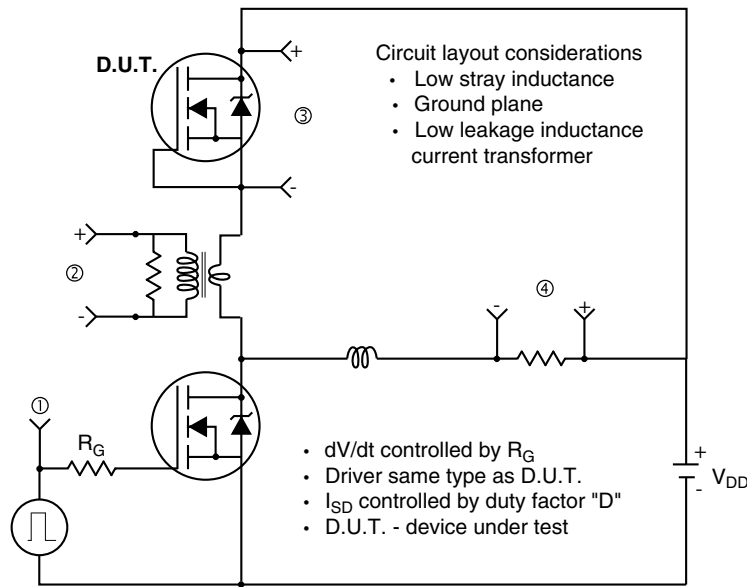 D.U.T.
+
③
-
Circuit layout considerations
• Low stray inductance
• Ground plane
• Low leakage inductance
current transformer
+
②
-
④
- +
①
R_G
• dV/dt controlled by R_G
• Driver same type as D.U.T.
• I_SD controlled by duty factor "D"
• D.U.T. - device under test
+
V_DD
-